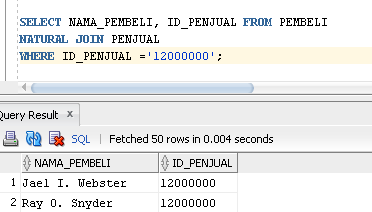 SELECT NAMA_PEMBELI, ID_PENJUAL FROM PEMBELI
NATURAL JOIN PENJUAL
WHERE ID_PENJUAL ='12000000';
Query Result x
SQL | Fetched 50 rows in 0.004 seconds
NAMA_PEMBELI ID_PENJUAL
1 Jael I. Webster 12000000
2 Ray O. Snyder 12000000